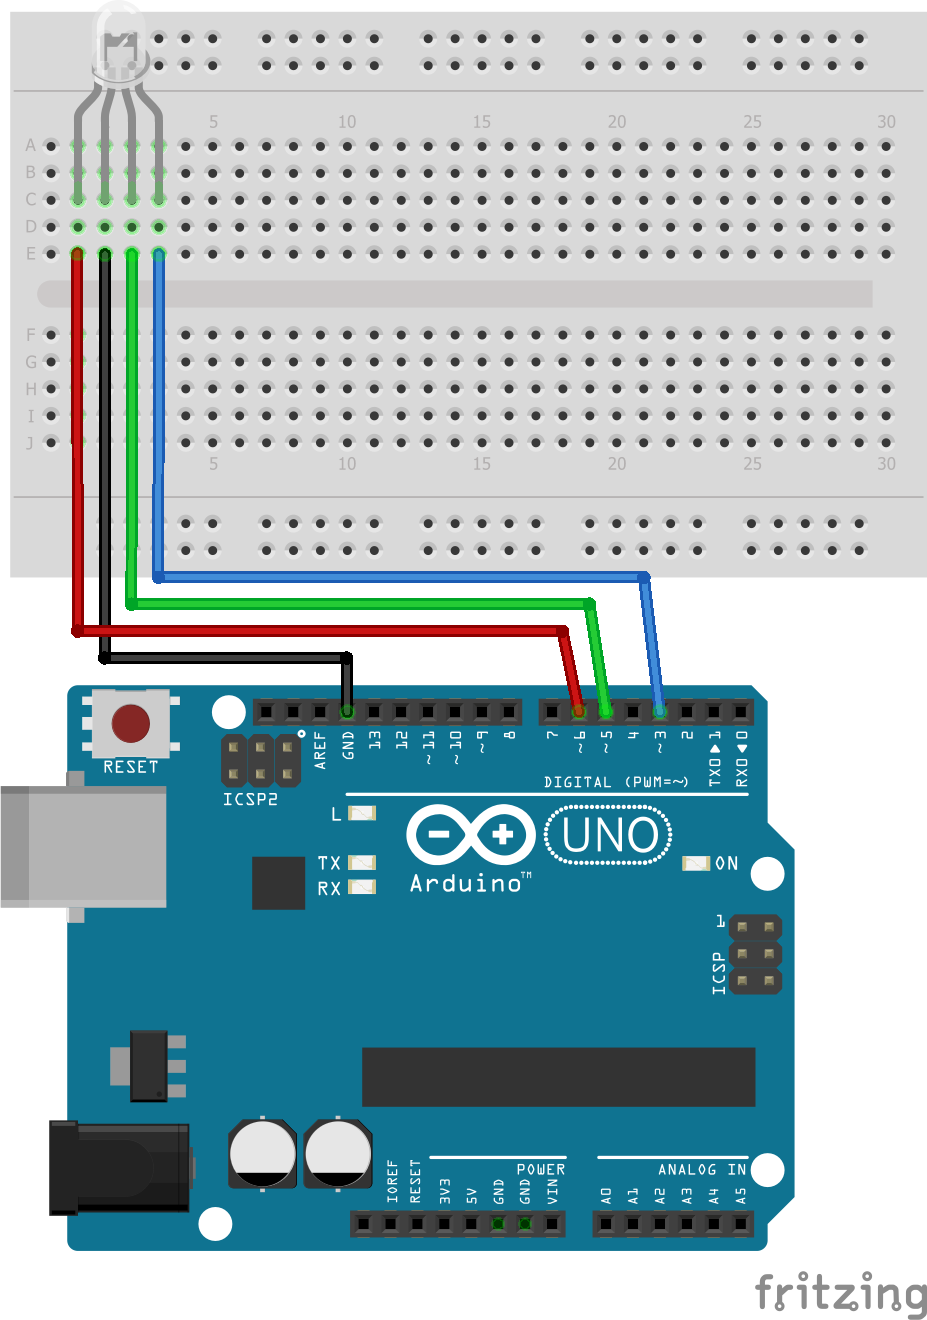 5 10 15 20 25 30
A
B
C
D
E
F
G
H
I
J
5 10 15 20 25 30
RESET
ICSP2
AREF
GND
13
12
~11
~10
~9
8
7
~6
~5
4
~3
2
TX0▶1
RX0◀0
DIGITAL (PWM=~)
L
TX
RX
Arduino™
UNO
ON
1
ICSP
POWER
ANALOG IN
IOREF
RESET
3V3
5V
GND
GND
VIN
A0
A1
A2
A3
A4
A5
fritzing